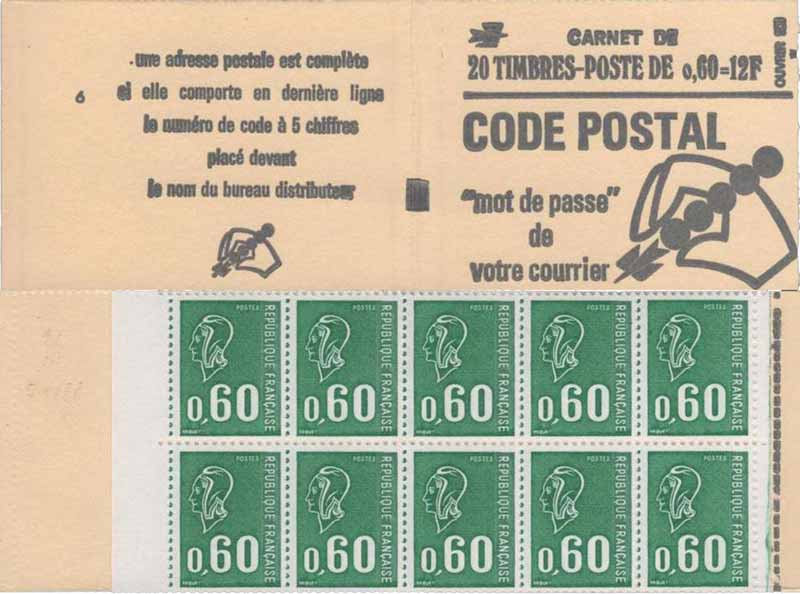 une adresse postale est complète
si elle comporte en dernière ligne
le numéro de code à 5 chiffres
placé devant
le nom du bureau distributeur
6
CARNET DE
20 TIMBRES-POSTE DE 0,60=12F
OUVRIR
CODE POSTAL
"mot de passe"
de
votre courrier
POSTES
REPUBLIQUE FRANÇAISE
0,60
POSTES
REPUBLIQUE FRANÇAISE
0,60
POSTES
REPUBLIQUE FRANÇAISE
0,60
POSTES
REPUBLIQUE FRANÇAISE
0,60
POSTES
REPUBLIQUE FRANÇAISE
0,60
POSTES
REPUBLIQUE FRANÇAISE
0,60
POSTES
REPUBLIQUE FRANÇAISE
0,60
POSTES
REPUBLIQUE FRANÇAISE
0,60
POSTES
REPUBLIQUE FRANÇAISE
0,60
POSTES
REPUBLIQUE FRANÇAISE
0,60